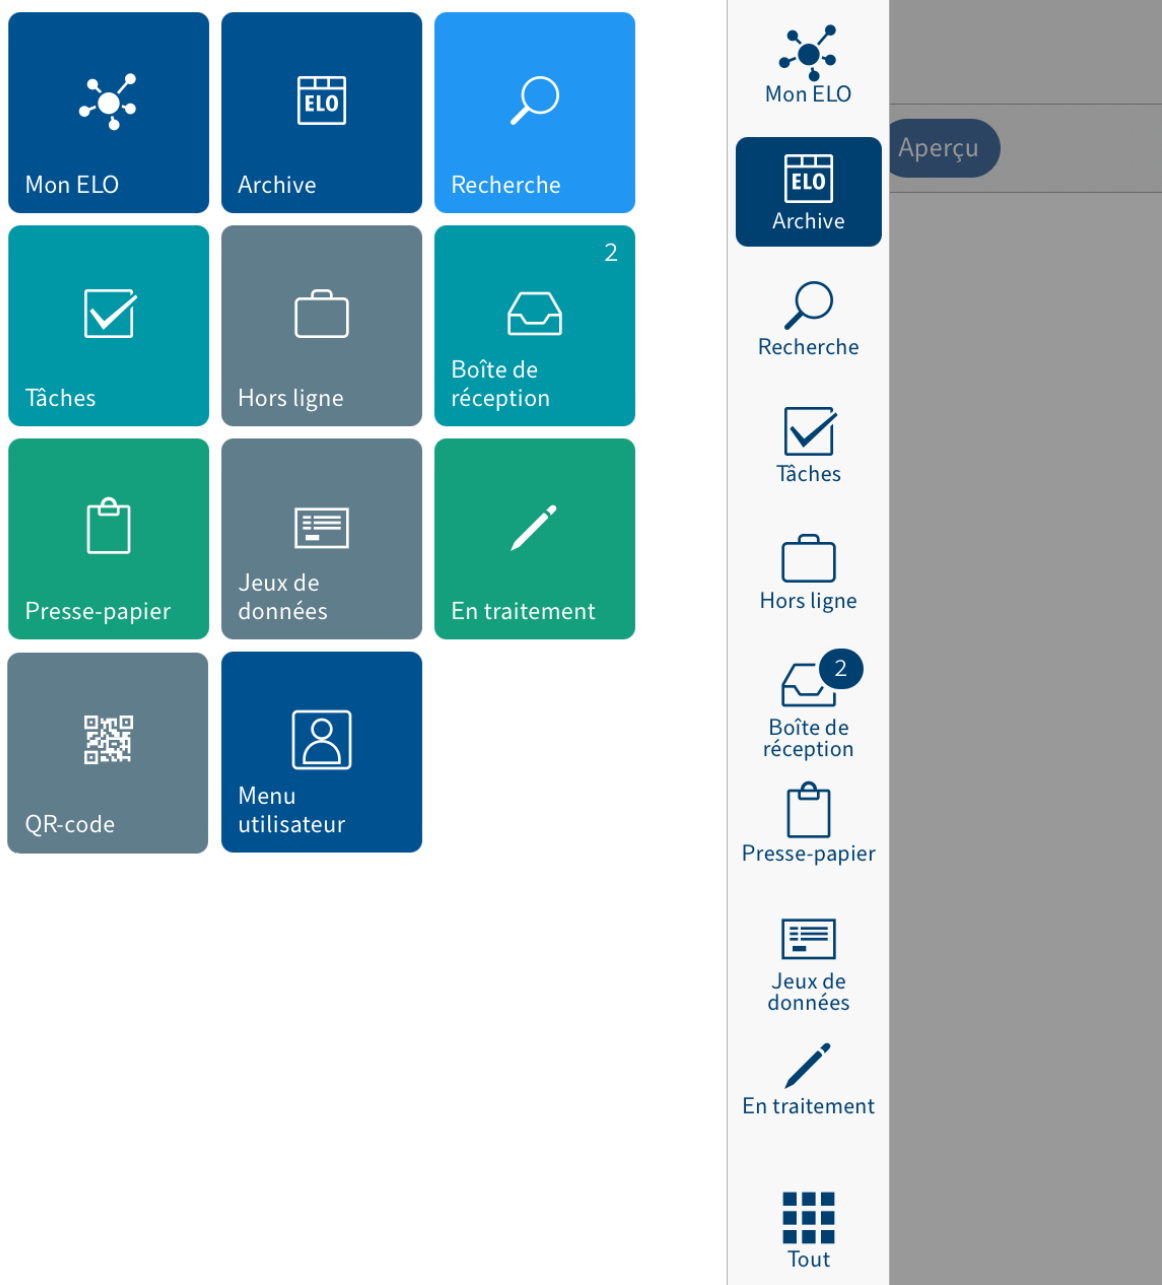 Mon ELO
ELO
Archive
Recherche
Tâches
Hors ligne
2
Boîte de
réception
Presse-papier
Jeux de
données
En traitement
QR-code
Menu
utilisateur
Mon ELO
ELO
Archive
Recherche
Tâches
Hors ligne
2
Boîte de
réception
Presse-papier
Jeux de
données
En traitement
Tout
Aperçu